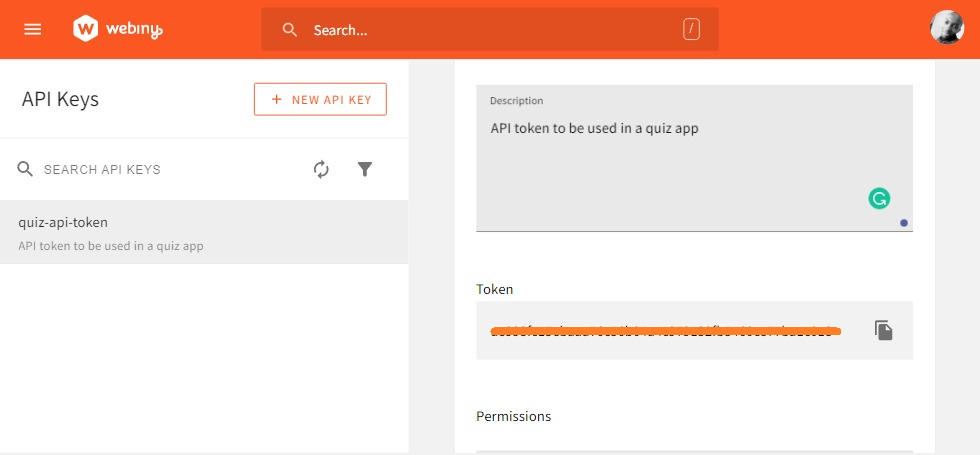 webiny
Search...
/
API Keys
+ NEW API KEY
SEARCH API KEYS
quiz-api-token
API token to be used in a quiz app
Description
API token to be used in a quiz app
Token
Permissions